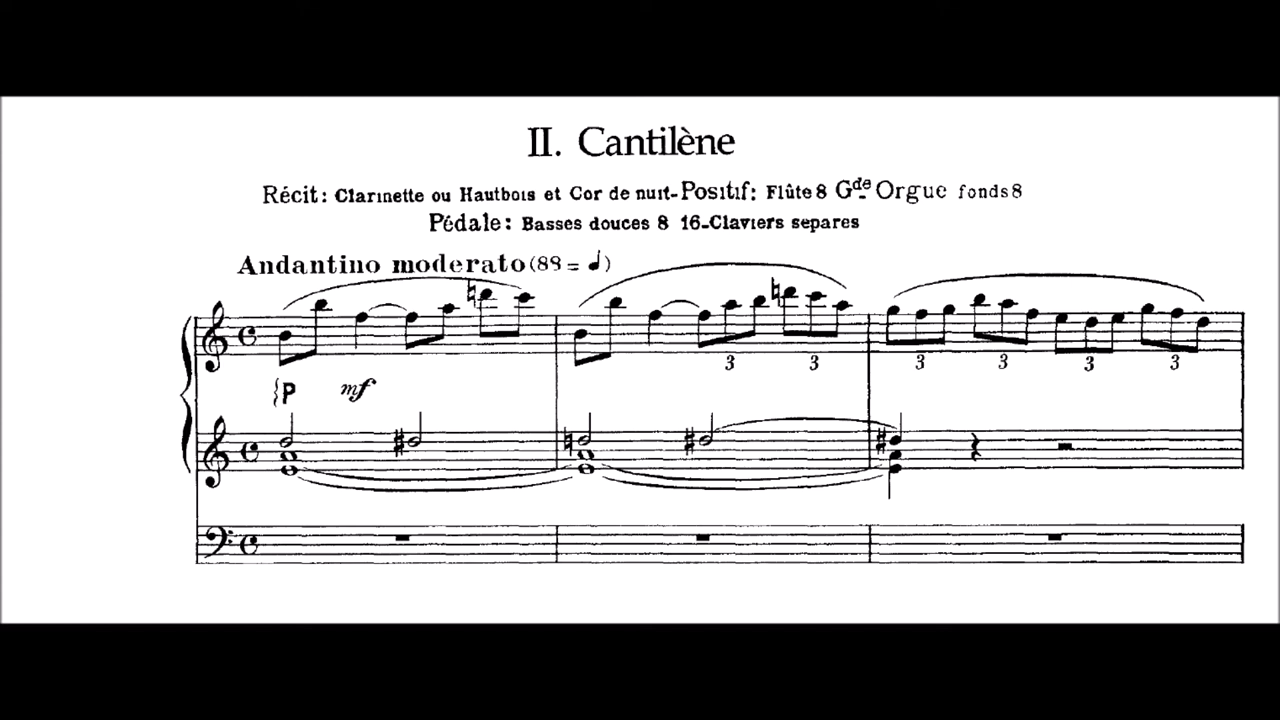 II. Cantilène
Récit: Clarinette ou Hautbois et Cor de nuit-Positif: Flûte 8 Gde Orgue fonds 8
Pédale: Basses douces 8 16-Claviers separes
Andantino moderato (88 = ♩)
3 3 3 3 3 3
P mf